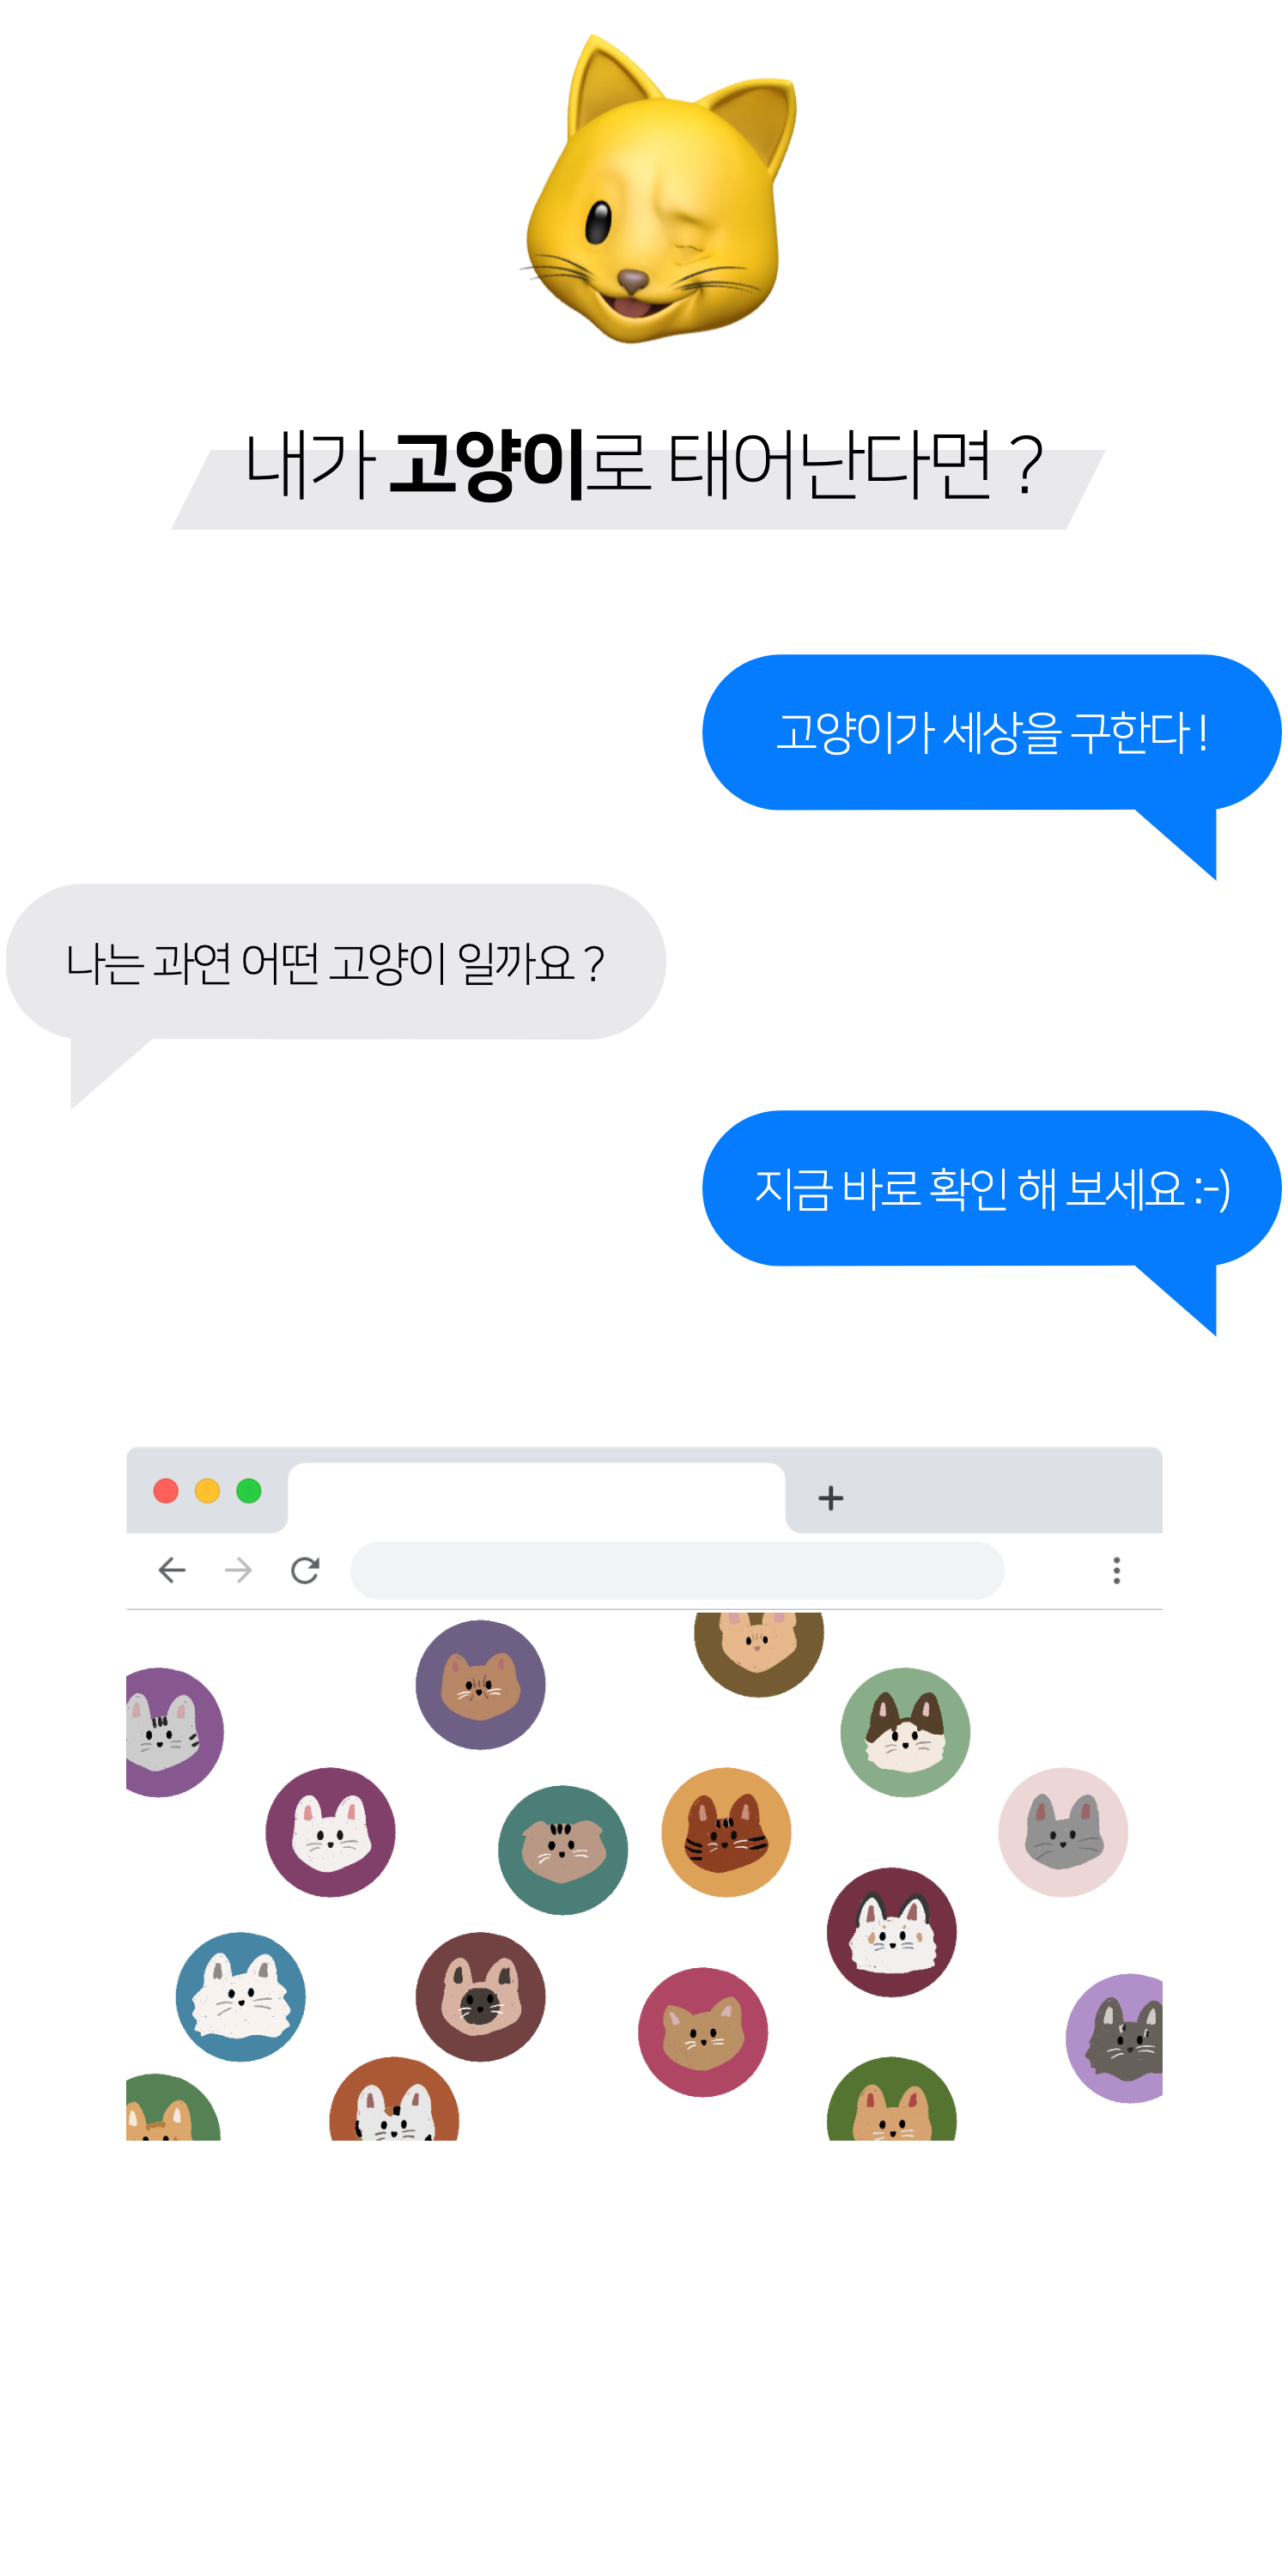 내가 고양이로 태어난다면 ?
고양이가 세상을 구한다 !
나는 과연 어떤 고양이 일까요 ?
지금 바로 확인 해 보세요 :-)